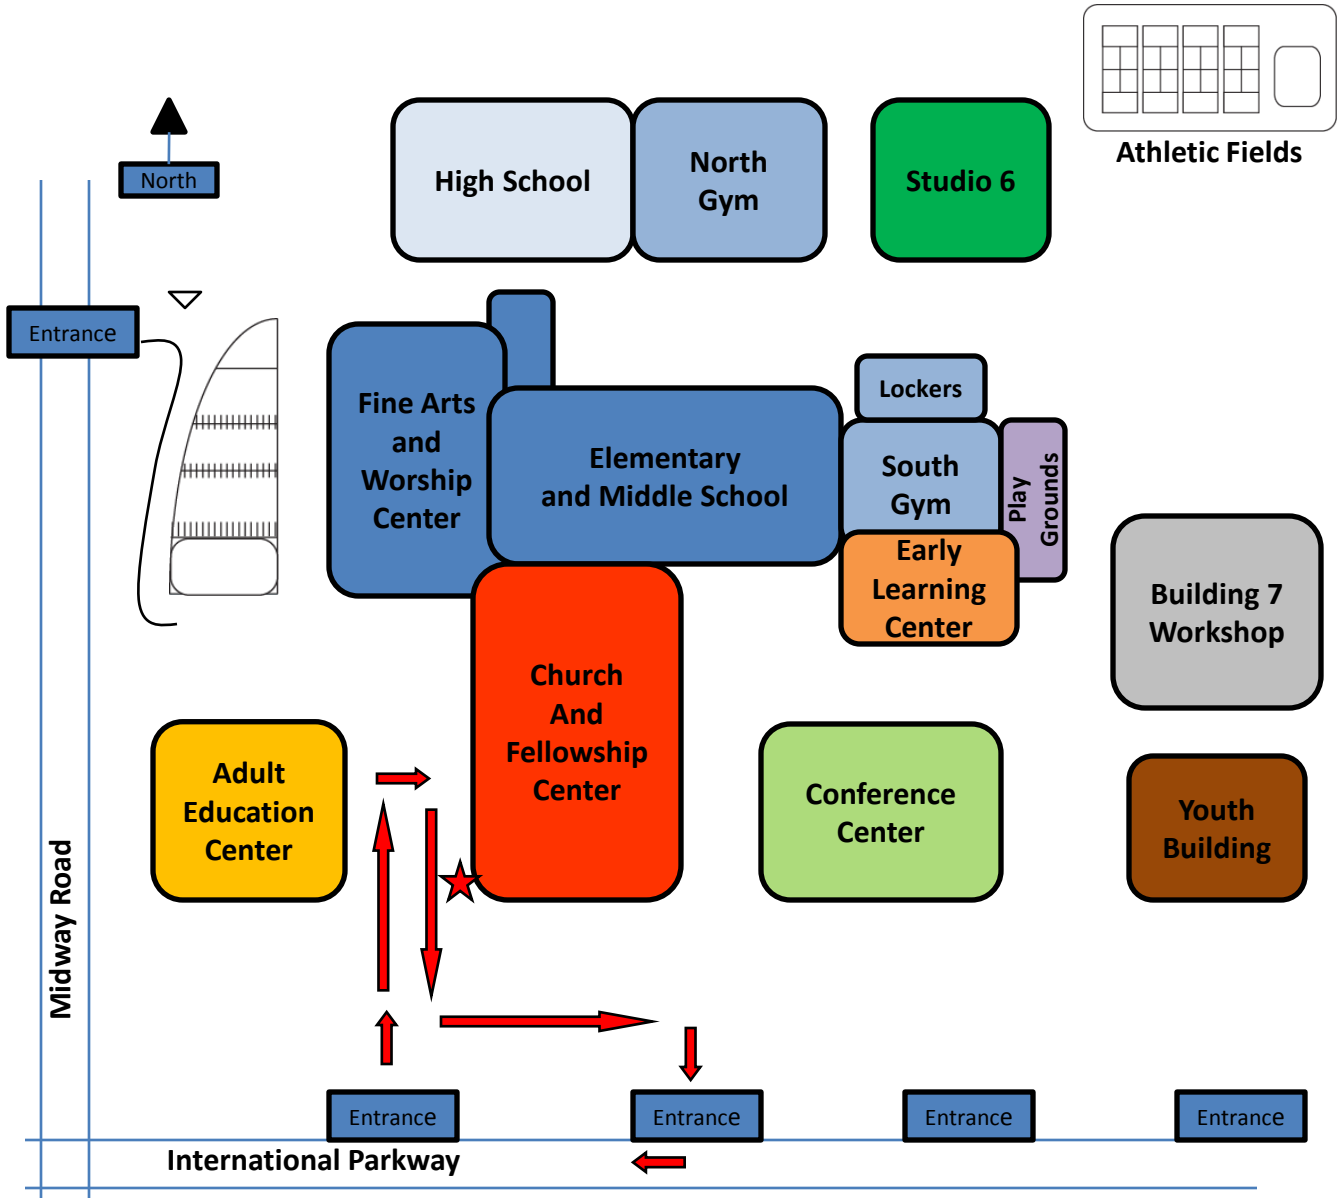 Athletic Fields
North
High School
North
Gym
Studio 6
Entrance
Fine Arts
and
Worship
Center
Elementary
and Middle School
Lockers
South
Gym
Play
Grounds
Early
Learning
Center
Building 7
Workshop
Church
And
Fellowship
Center
Adult
Education
Center
Conference
Center
Youth
Building
Midway Road
Entrance
Entrance
Entrance
Entrance
International Parkway